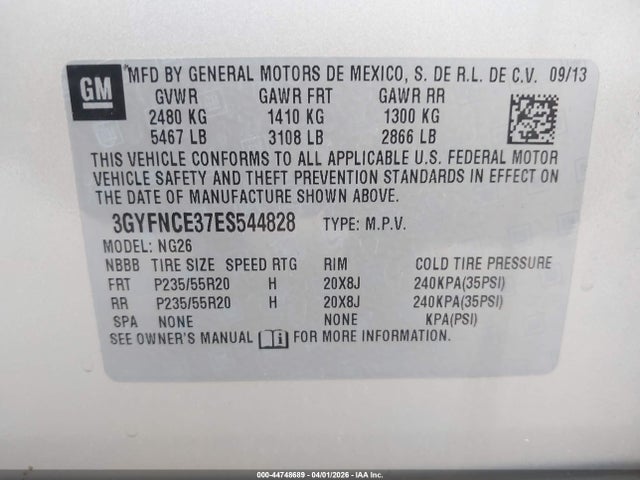 GM
MFD BY GENERAL MOTORS DE MEXICO, S. DE R.L. DE C.V. 09/13
GVWR GAWR FRT GAWR RR
2480 KG 1410 KG 1300 KG
5467 LB 3108 LB 2866 LB
THIS VEHICLE CONFORMS TO ALL APPLICABLE U.S. FEDERAL MOTOR
VEHICLE SAFETY AND THEFT PREVENTION STANDARDS IN EFFECT ON
THE DATE OF MANUFACTURE SHOWN ABOVE.
3GYFNCE37ES544828 TYPE: M.P.V.
MODEL: NG26
NBBB TIRE SIZE SPEED RTG RIM COLD TIRE PRESSURE
FRT P235/55R20 H 20X8J 240KPA(35PSI)
RR P235/55R20 H 20X8J 240KPA(35PSI)
SPA NONE NONE KPA(PSI)
SEE OWNER'S MANUAL FOR MORE INFORMATION.
000-44748689 - 04/01/2026 - IAA Inc.